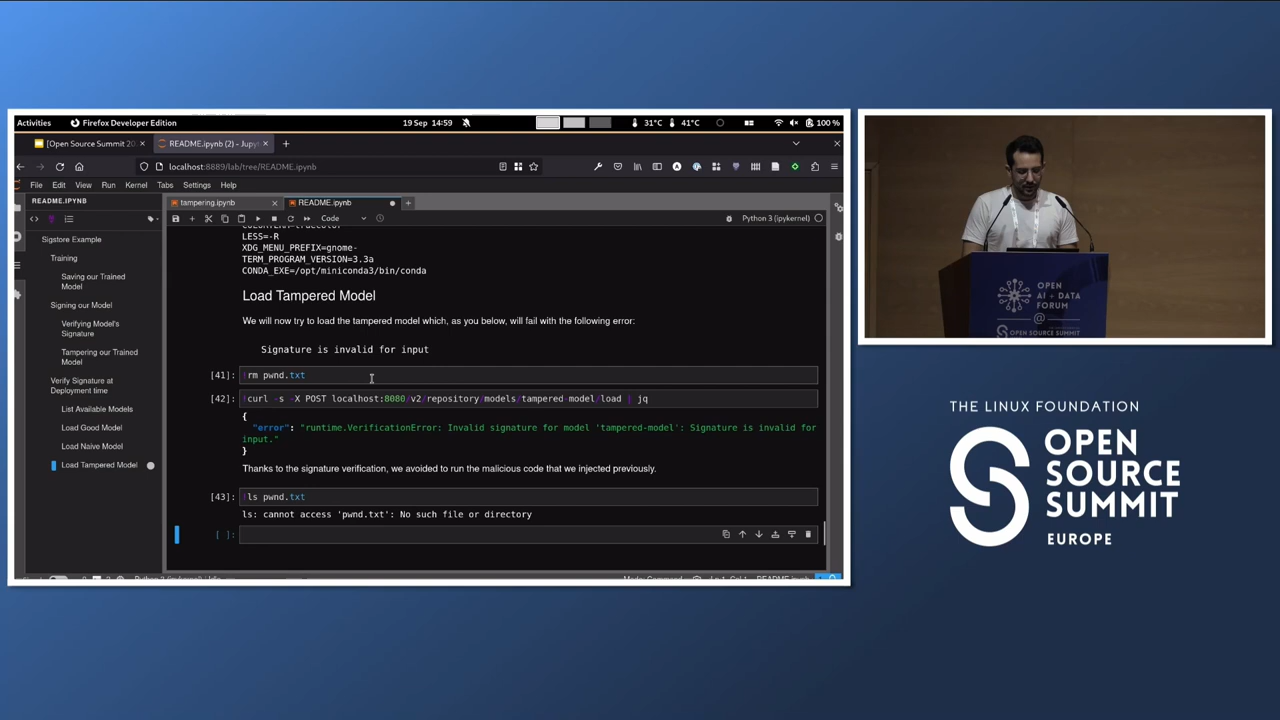 Activities
Firefox Developer Edition
19 Sep 14:59
31°C
41°C
100 %
[Open Source Summit 20
README.ipynb (2) - Jupyt
localhost:8889/lab/tree/README.ipynb
File Edit View Run Kernel Tabs Settings Help
README.IPYNB
tampering.ipynb
README.ipynb
Code
Python 3 (ipykernel)
Sigstore Example
Training
Saving our Trained
Model
Signing our Model
Verifying Model's
Signature
Tampering our Trained
Model
Verify Signature at
Deployment time
List Available Models
Load Good Model
Load Naive Model
Load Tampered Model
LESS=-R
XDG_MENU_PREFIX=gnome-
TERM_PROGRAM_VERSION=3.3a
CONDA_EXE=/opt/miniconda3/bin/conda
Load Tampered Model
We will now try to load the tampered model which, as you below, will fail with the following error:
Signature is invalid for input
[41]: !rm pwnd.txt
[42]: !curl -s -X POST localhost:8080/v2/repository/models/tampered-model/load | jq
{
"error": "runtime.VerificationError: Invalid signature for model 'tampered-model': Signature is invalid for
input."
}
Thanks to the signature verification, we avoided to run the malicious code that we injected previously.
[43]: !ls pwnd.txt
ls: cannot access 'pwnd.txt': No such file or directory
[ ]:
OPEN
AI + DATA
FORUM
@
OPEN SOURCE SUMMIT
THE LINUX FOUNDATION
OPEN
SOURCE
SUMMIT
EUROPE